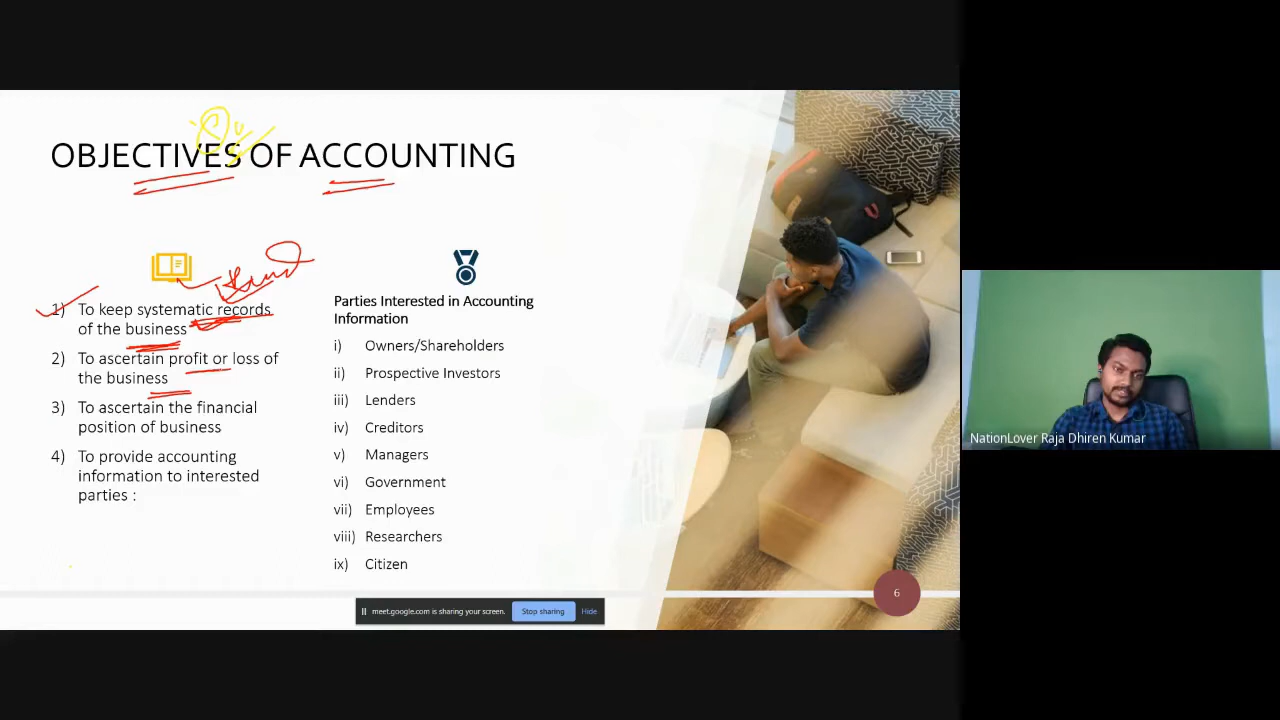 OBJECTIVES OF ACCOUNTING
1) To keep systematic records
of the business
2) To ascertain profit or loss of
the business
3) To ascertain the financial
position of business
4) To provide accounting
information to interested
parties :
Parties Interested in Accounting
Information
i) Owners/Shareholders
ii) Prospective Investors
iii) Lenders
iv) Creditors
v) Managers
vi) Government
vii) Employees
viii) Researchers
ix) Citizen
6
meet.google.com is sharing your screen. Stop sharing Hide
NationLover Raja Dhiren Kumar